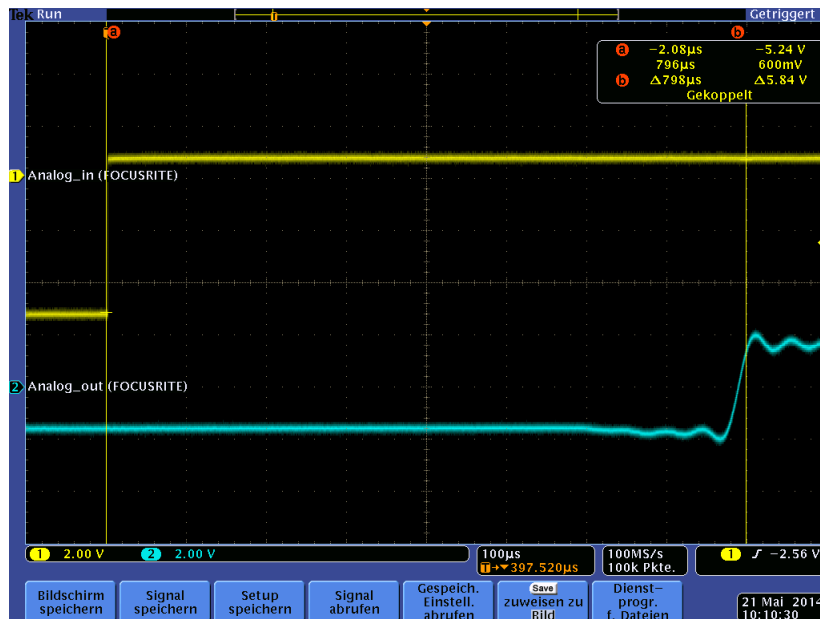 Tek Run Getriggert
a b
a −2.08µs −5.24 V
796µs 600mV
b Δ798µs Δ5.84 V
Gekoppelt
1 Analog_in (FOCUSRITE)
2 Analog_out (FOCUSRITE)
1 2.00 V 2 2.00 V 100µs 100MS/s 1 −2.56 V
T→▼397.520µs 100k Pkte.
Bildschirm speichern
Signal speichern
Setup speichern
Signal abrufen
Gespeich. Einstell. abrufen
Save zuweisen zu Bild
Dienst− progr. f. Dateien
21 Mai 2014
10:10:30